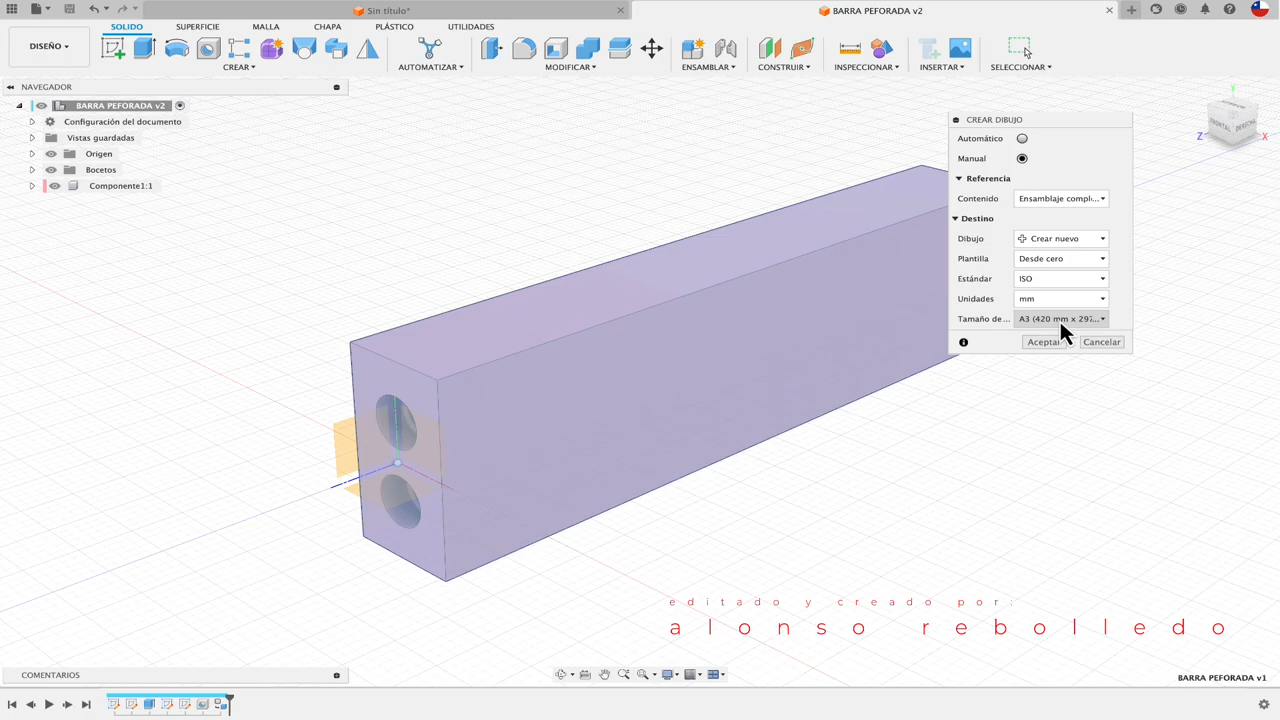 Sin título*
BARRA PEFORADA v2
DISEÑO
SOLIDO
SUPERFICIE
MALLA
CHAPA
PLÁSTICO
UTILIDADES
CREAR
AUTOMATIZAR
MODIFICAR
ENSAMBLAR
CONSTRUIR
INSPECCIONAR
INSERTAR
SELECCIONAR
NAVEGADOR
BARRA PEFORADA v2
Configuración del documento
Vistas guardadas
Origen
Bocetos
Componente1:1
Y
FRONTAL
DERECHA
Z
X
CREAR DIBUJO
Automático
Manual
Referencia
Contenido Ensamblaje compl...
Destino
Dibujo Crear nuevo
Plantilla Desde cero
Estándar ISO
Unidades mm
Tamaño de ... A3 (420 mm x 297...
Aceptar Cancelar
editado y creado por:
alonso rebolledo
COMENTARIOS
BARRA PEFORADA v1